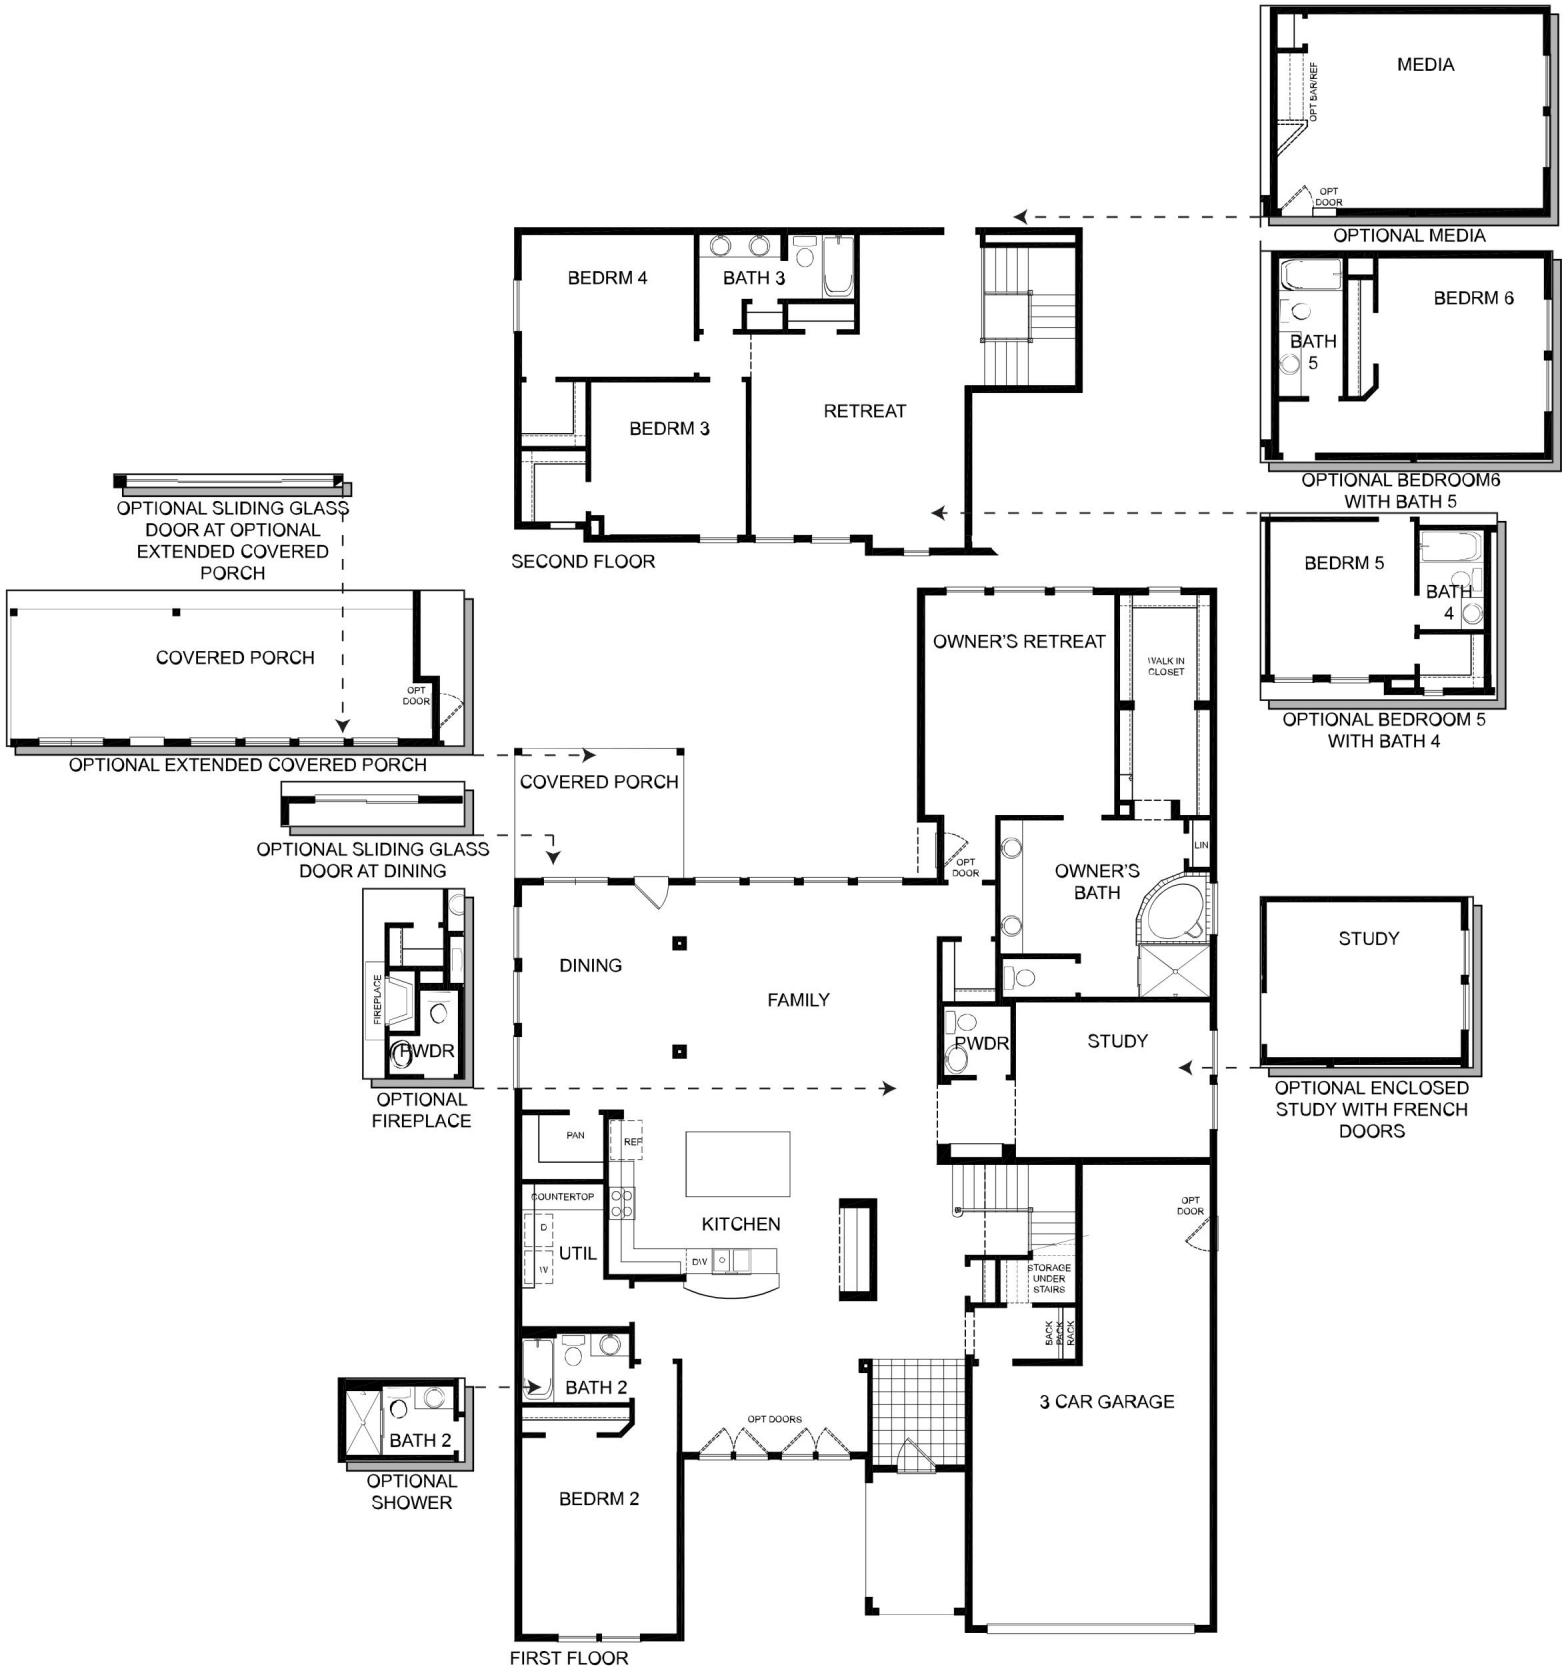 MEDIA
OPT BAR/REF
OPT
DOOR
OPTIONAL MEDIA
BEDRM 4
BATH 3
RETREAT
BEDRM 3
SECOND FLOOR
BEDRM 6
BATH
5
OPTIONAL BEDROOM6
WITH BATH 5
BEDRM 5
BATH
4
OPTIONAL BEDROOM 5
WITH BATH 4
OPTIONAL SLIDING GLASS
DOOR AT OPTIONAL
EXTENDED COVERED
PORCH
COVERED PORCH
OPT
DOOR
OPTIONAL EXTENDED COVERED PORCH
OPTIONAL SLIDING GLASS
DOOR AT DINING
FIREPLACE
PWDR
OPTIONAL
FIREPLACE
BATH 2
OPTIONAL
SHOWER
OWNER'S RETREAT
WALK IN
CLOSET
COVERED PORCH
OPT
DOOR
LIN
OWNER'S
BATH
DINING
FAMILY
PWDR
STUDY
STUDY
OPTIONAL ENCLOSED
STUDY WITH FRENCH
DOORS
PAN
REF
COUNTERTOP
D
W
UTIL
KITCHEN
DW
OPT
DOOR
STORAGE
UNDER
STAIRS
BACK
PACK
RACK
BATH 2
OPT DOORS
3 CAR GARAGE
BEDRM 2
FIRST FLOOR